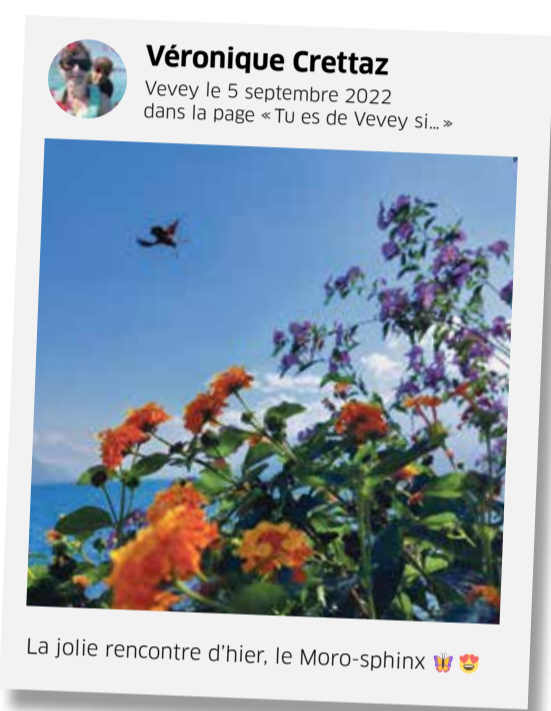 Véronique Crettaz
Vevey le 5 septembre 2022
dans la page « Tu es de Vevey si... »
La jolie rencontre d'hier, le Moro-sphinx 🦋 😍